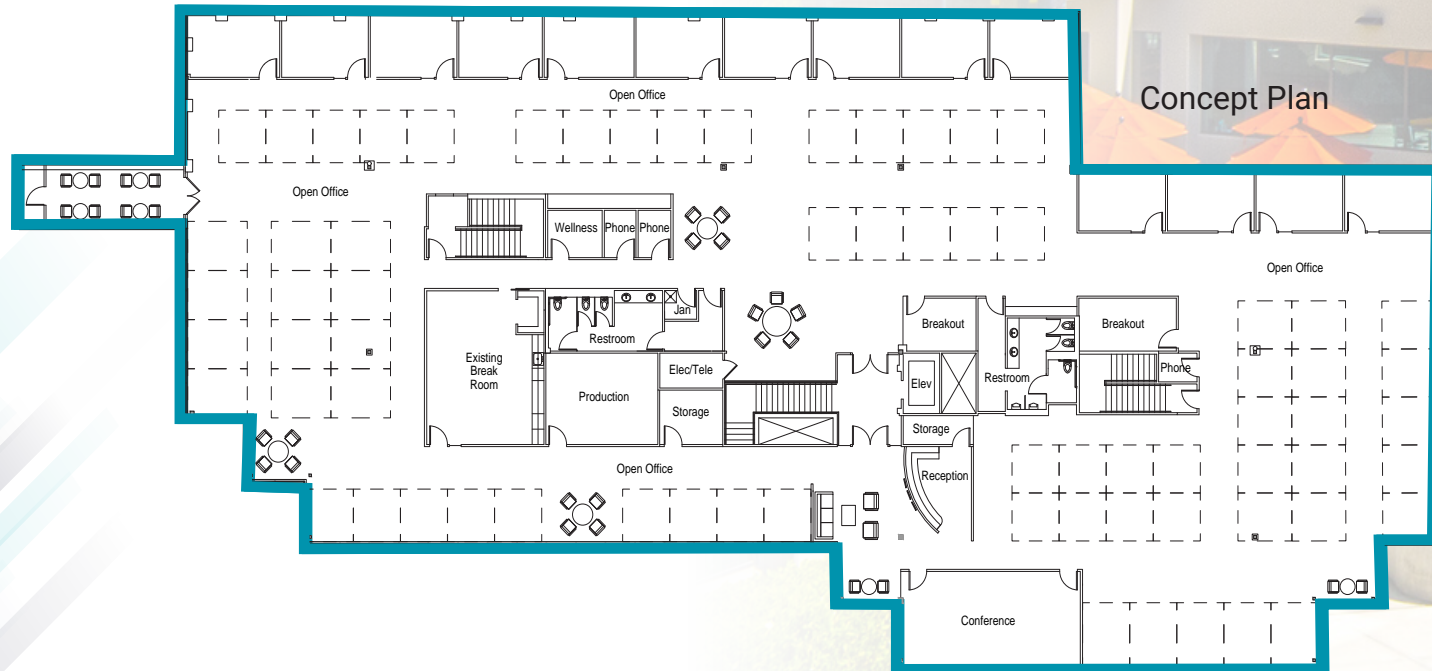 Concept Plan
Open Office
Open Office
Wellness
Phone
Phone
Open Office
Jan
Restroom
Existing
Break
Room
Elec/Tele
Production
Storage
Breakout
Elev
Restroom
Breakout
Phone
Storage
Open Office
Reception
Conference